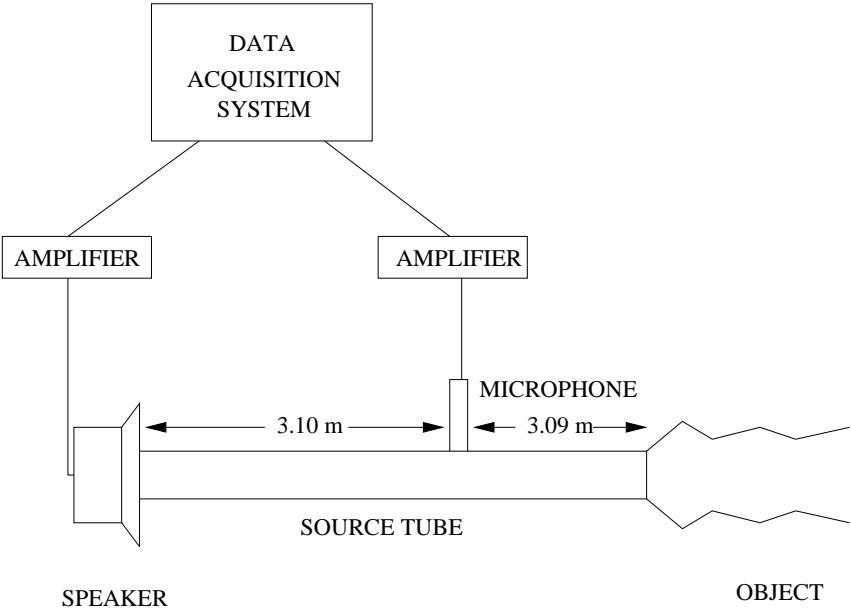 DATA
ACQUISITION
SYSTEM
AMPLIFIER
AMPLIFIER
MICROPHONE
3.10 m
3.09 m
SOURCE TUBE
SPEAKER
OBJECT